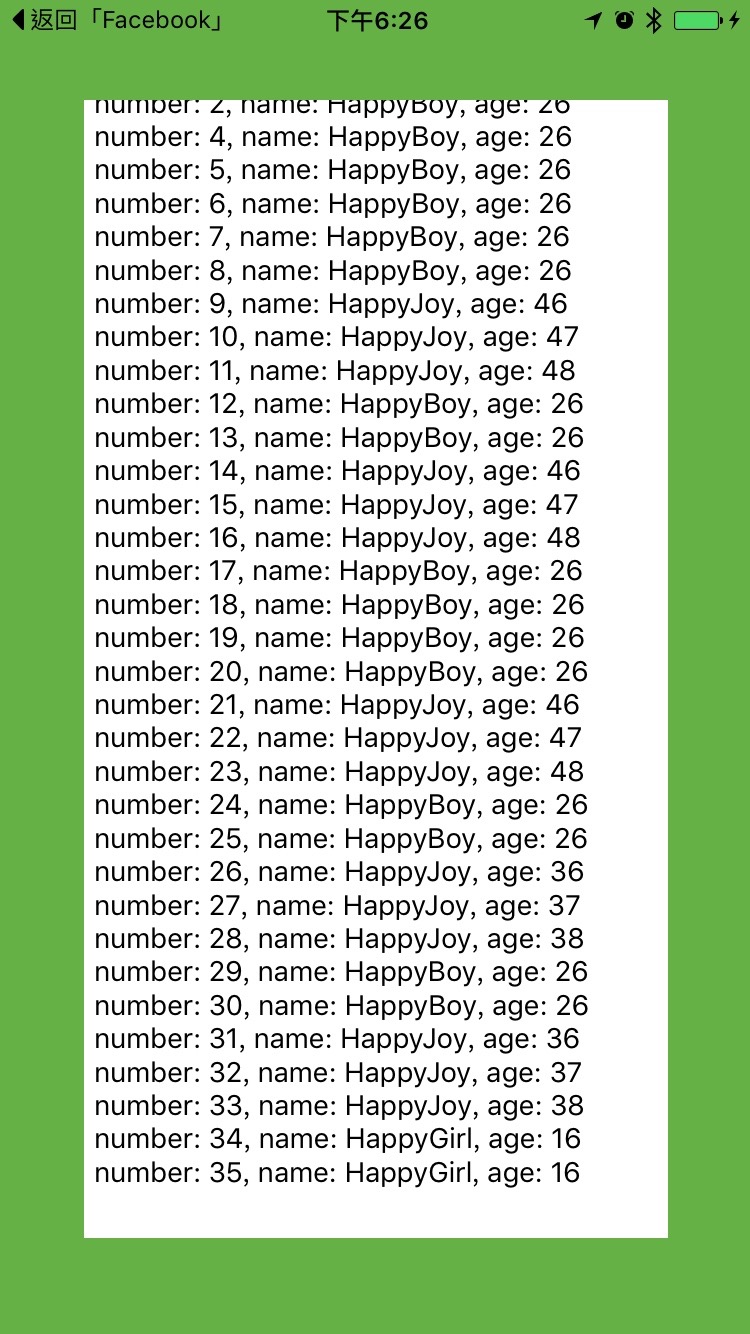 返回「Facebook」 下午6:26
number: 2, name: HappyBoy, age: 26
number: 4, name: HappyBoy, age: 26
number: 5, name: HappyBoy, age: 26
number: 6, name: HappyBoy, age: 26
number: 7, name: HappyBoy, age: 26
number: 8, name: HappyBoy, age: 26
number: 9, name: HappyJoy, age: 46
number: 10, name: HappyJoy, age: 47
number: 11, name: HappyJoy, age: 48
number: 12, name: HappyBoy, age: 26
number: 13, name: HappyBoy, age: 26
number: 14, name: HappyJoy, age: 46
number: 15, name: HappyJoy, age: 47
number: 16, name: HappyJoy, age: 48
number: 17, name: HappyBoy, age: 26
number: 18, name: HappyBoy, age: 26
number: 19, name: HappyBoy, age: 26
number: 20, name: HappyBoy, age: 26
number: 21, name: HappyJoy, age: 46
number: 22, name: HappyJoy, age: 47
number: 23, name: HappyJoy, age: 48
number: 24, name: HappyBoy, age: 26
number: 25, name: HappyBoy, age: 26
number: 26, name: HappyJoy, age: 36
number: 27, name: HappyJoy, age: 37
number: 28, name: HappyJoy, age: 38
number: 29, name: HappyBoy, age: 26
number: 30, name: HappyBoy, age: 26
number: 31, name: HappyJoy, age: 36
number: 32, name: HappyJoy, age: 37
number: 33, name: HappyJoy, age: 38
number: 34, name: HappyGirl, age: 16
number: 35, name: HappyGirl, age: 16